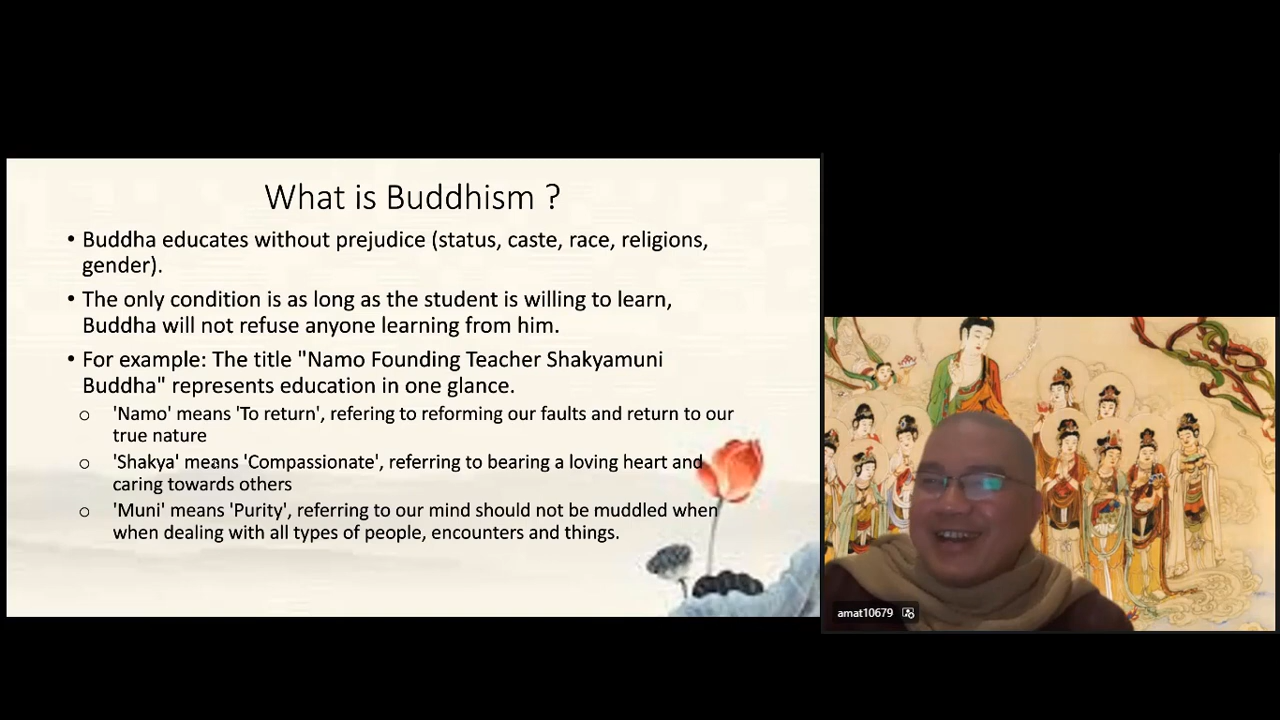 What is Buddhism ?
• Buddha educates without prejudice (status, caste, race, religions,
gender).
• The only condition is as long as the student is willing to learn,
Buddha will not refuse anyone learning from him.
• For example: The title "Namo Founding Teacher Shakyamuni
Buddha" represents education in one glance.
o 'Namo' means 'To return', refering to reforming our faults and return to our
true nature
o 'Shakya' means 'Compassionate', referring to bearing a loving heart and
caring towards others
o 'Muni' means 'Purity', referring to our mind should not be muddled when
when dealing with all types of people, encounters and things.
amat10679